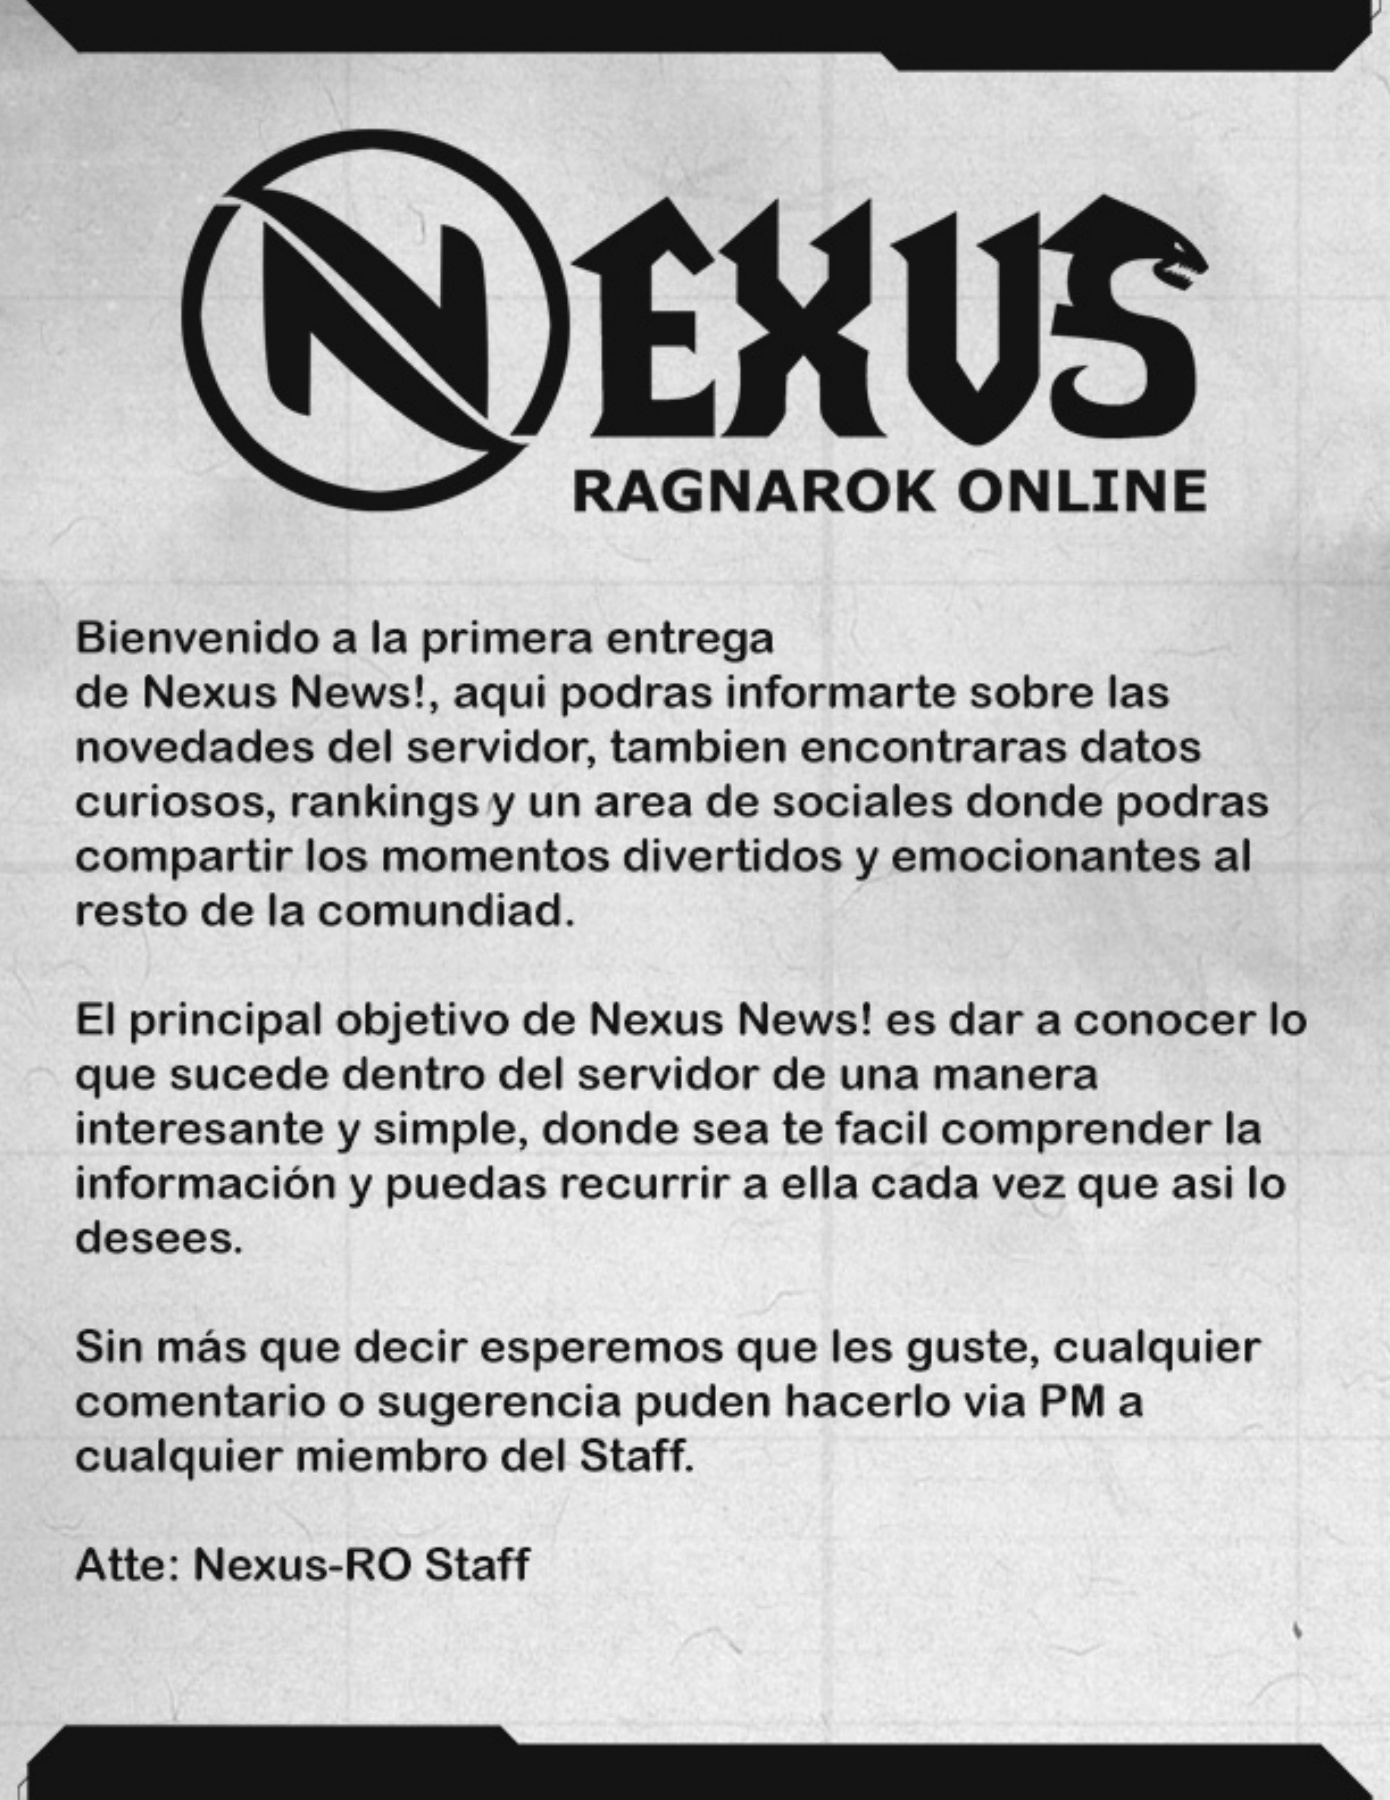 NEXUS
RAGNAROK ONLINE
Bienvenido a la primera entrega
de Nexus News!, aqui podras informarte sobre las
novedades del servidor, tambien encontraras datos
curiosos, rankings y un area de sociales donde podras
compartir los momentos divertidos y emocionantes al
resto de la comundiad.
El principal objetivo de Nexus News! es dar a conocer lo
que sucede dentro del servidor de una manera
interesante y simple, donde sea te facil comprender la
información y puedas recurrir a ella cada vez que asi lo
desees.
Sin más que decir esperemos que les guste, cualquier
comentario o sugerencia puden hacerlo via PM a
cualquier miembro del Staff.
Atte: Nexus-RO Staff